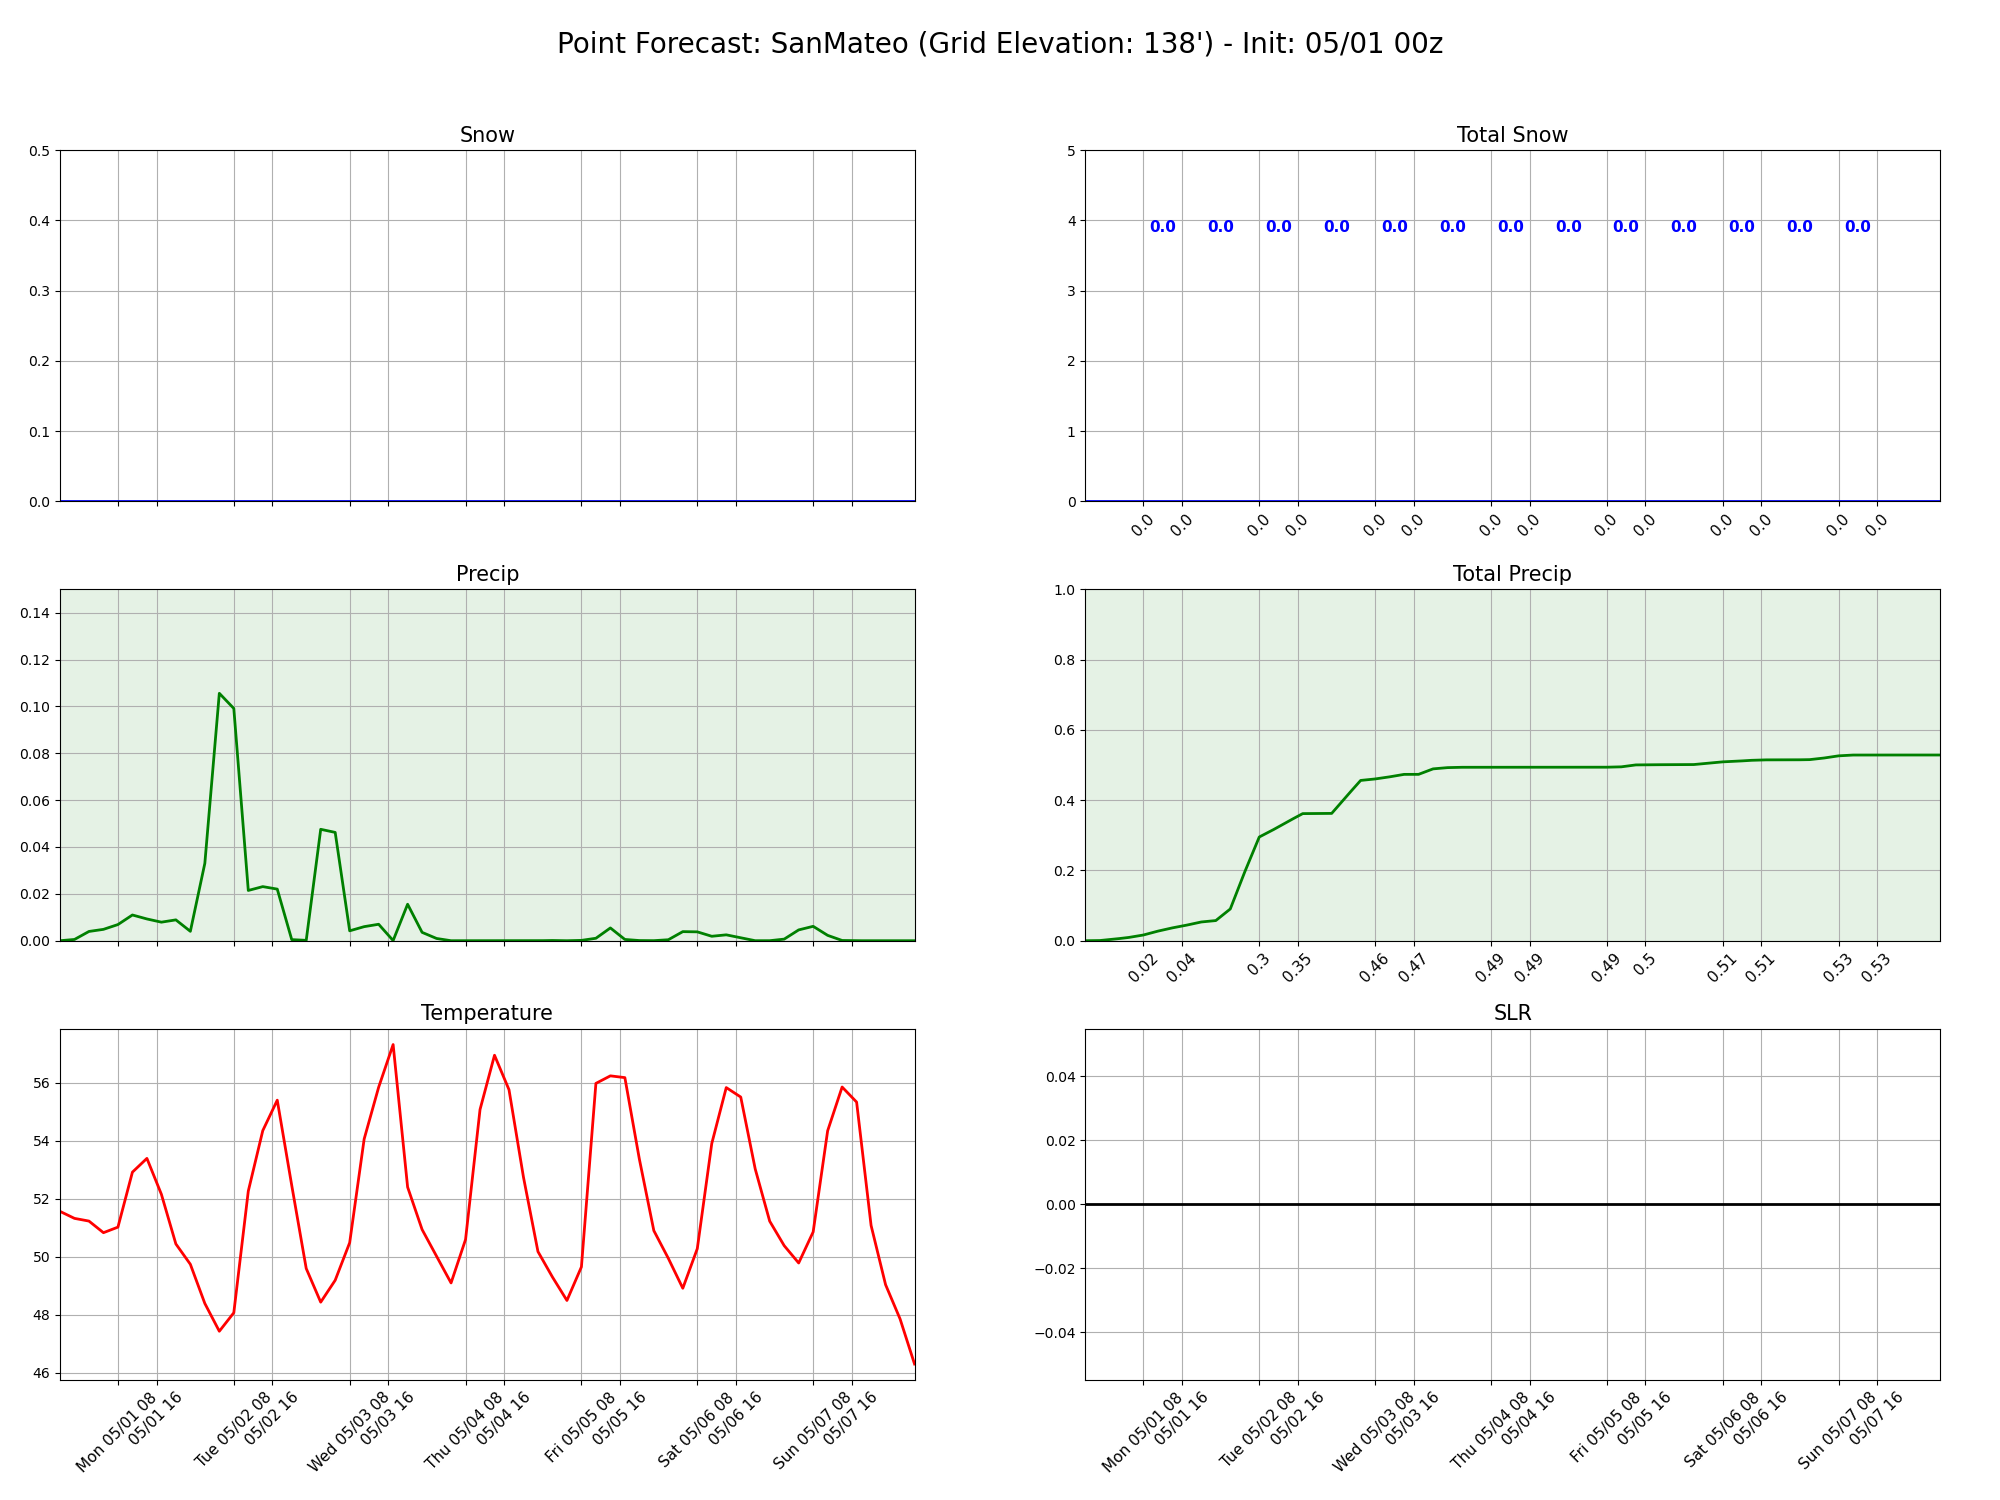 Point Forecast: SanMateo (Grid Elevation: 138') - Init: 05/01 00z
Snow
0.5
0.4
0.3
0.2
0.1
0.0
Total Snow
5
4
3
2
1
0
0.0 0.0 0.0 0.0 0.0 0.0 0.0 0.0 0.0 0.0 0.0 0.0 0.0
0.0 0.0 0.0 0.0 0.0 0.0 0.0 0.0 0.0 0.0 0.0 0.0 0.0 0.0
Precip
0.14
0.12
0.10
0.08
0.06
0.04
0.02
0.00
Total Precip
1.0
0.8
0.6
0.4
0.2
0.0
0.02 0.04 0.3 0.35 0.46 0.47 0.49 0.49 0.49 0.5 0.51 0.51 0.53 0.53
Temperature
56
54
52
50
48
46
Mon 05/01 08
05/01 16
Tue 05/02 08
05/02 16
Wed 05/03 08
05/03 16
Thu 05/04 08
05/04 16
Fri 05/05 08
05/05 16
Sat 05/06 08
05/06 16
Sun 05/07 08
05/07 16
SLR
0.04
0.02
0.00
−0.02
−0.04
Mon 05/01 08
05/01 16
Tue 05/02 08
05/02 16
Wed 05/03 08
05/03 16
Thu 05/04 08
05/04 16
Fri 05/05 08
05/05 16
Sat 05/06 08
05/06 16
Sun 05/07 08
05/07 16